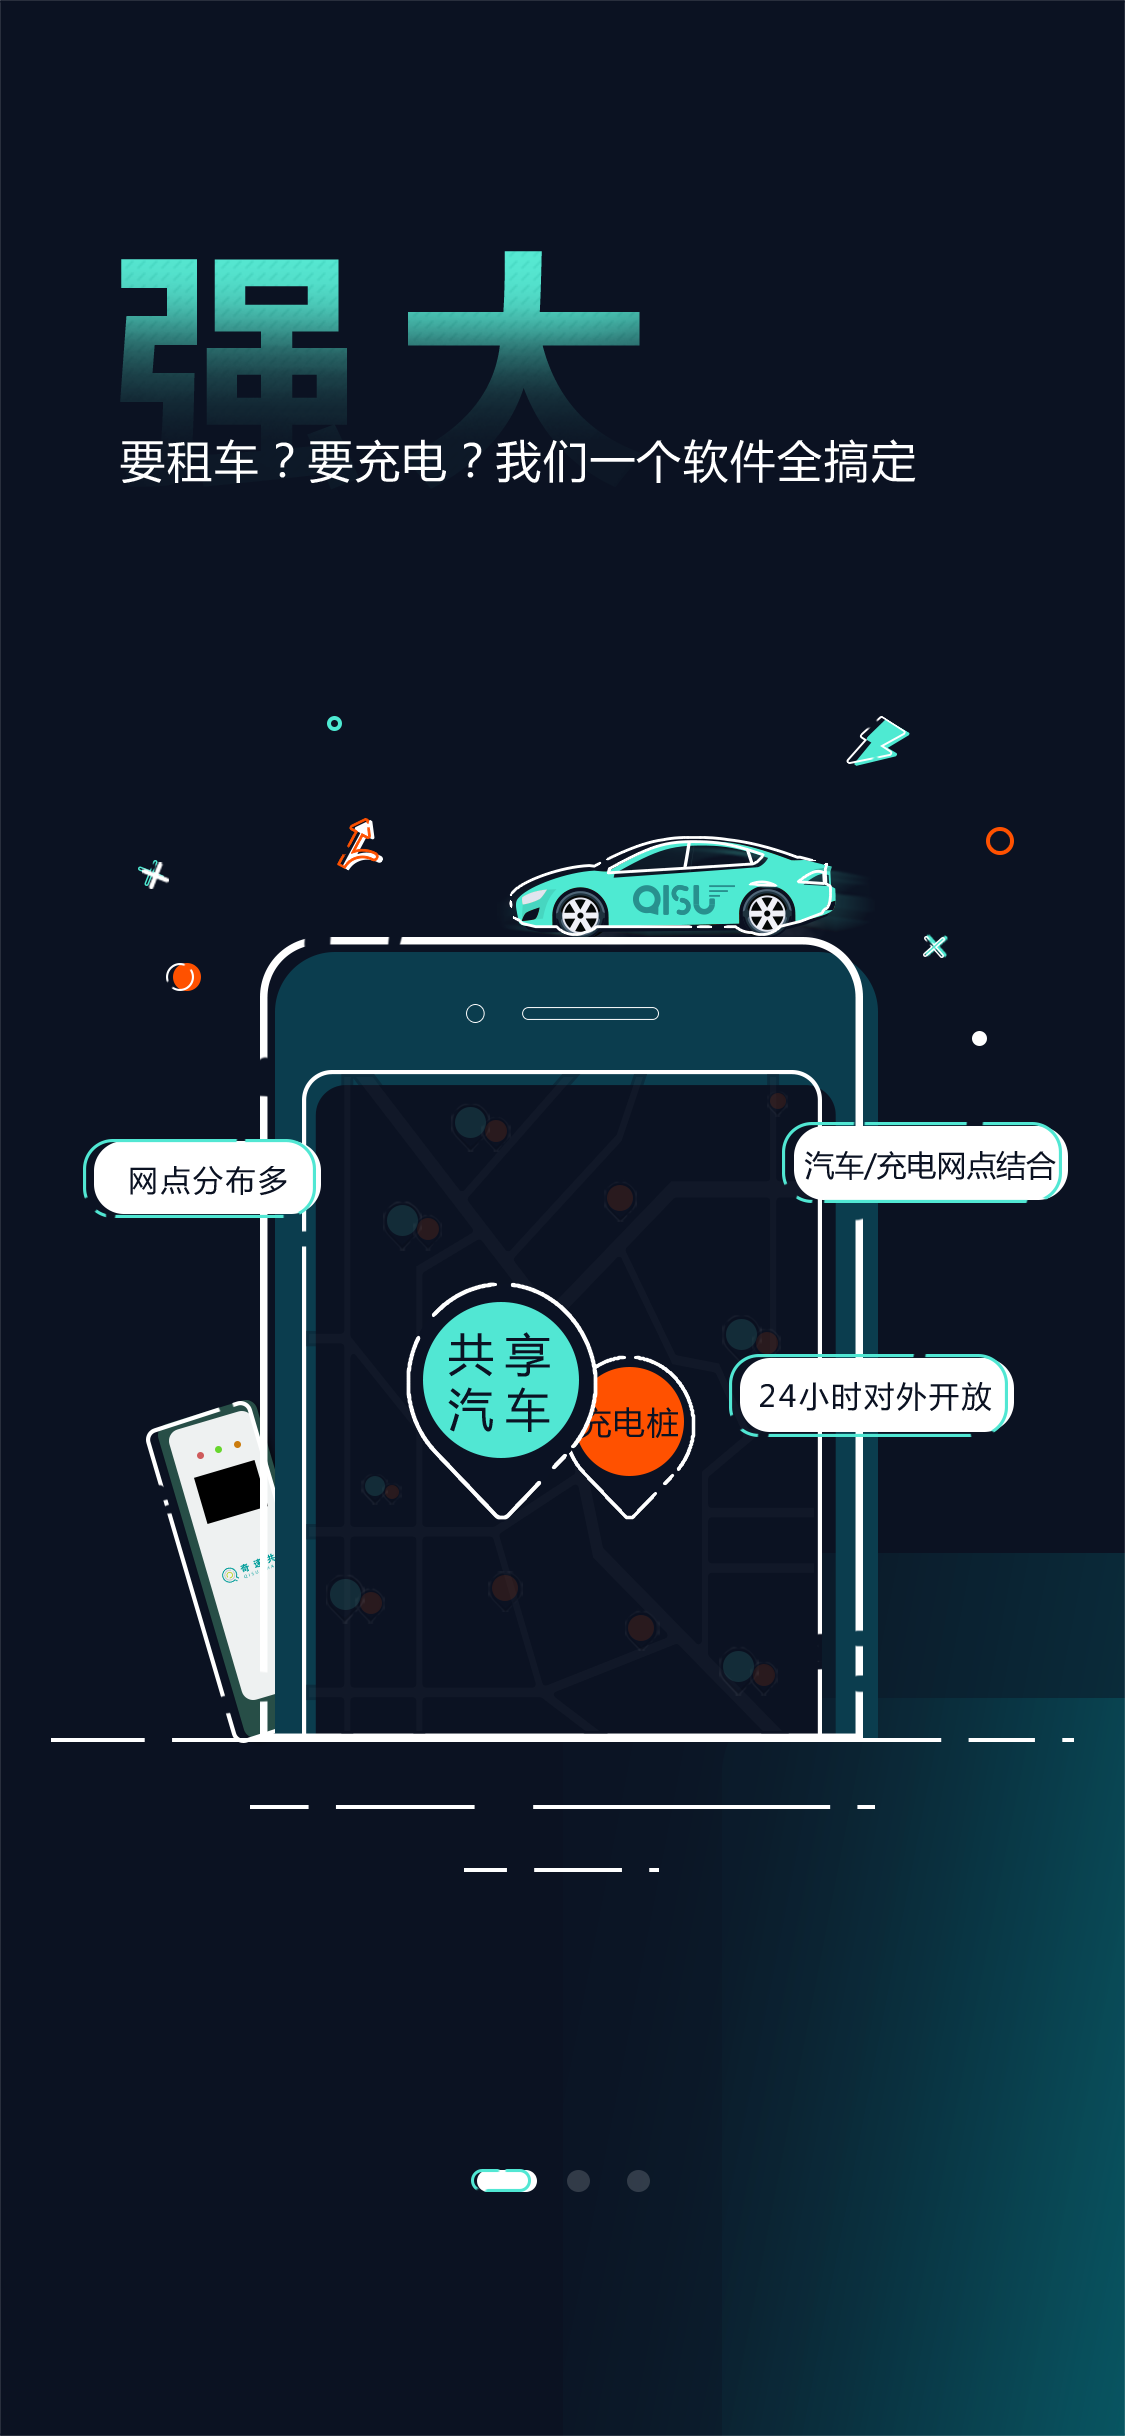 强大
要租车？要充电？我们一个软件全搞定
QISU
网点分布多
汽车/充电网点结合
共享
汽车
充电桩
24小时对外开放
奇速共